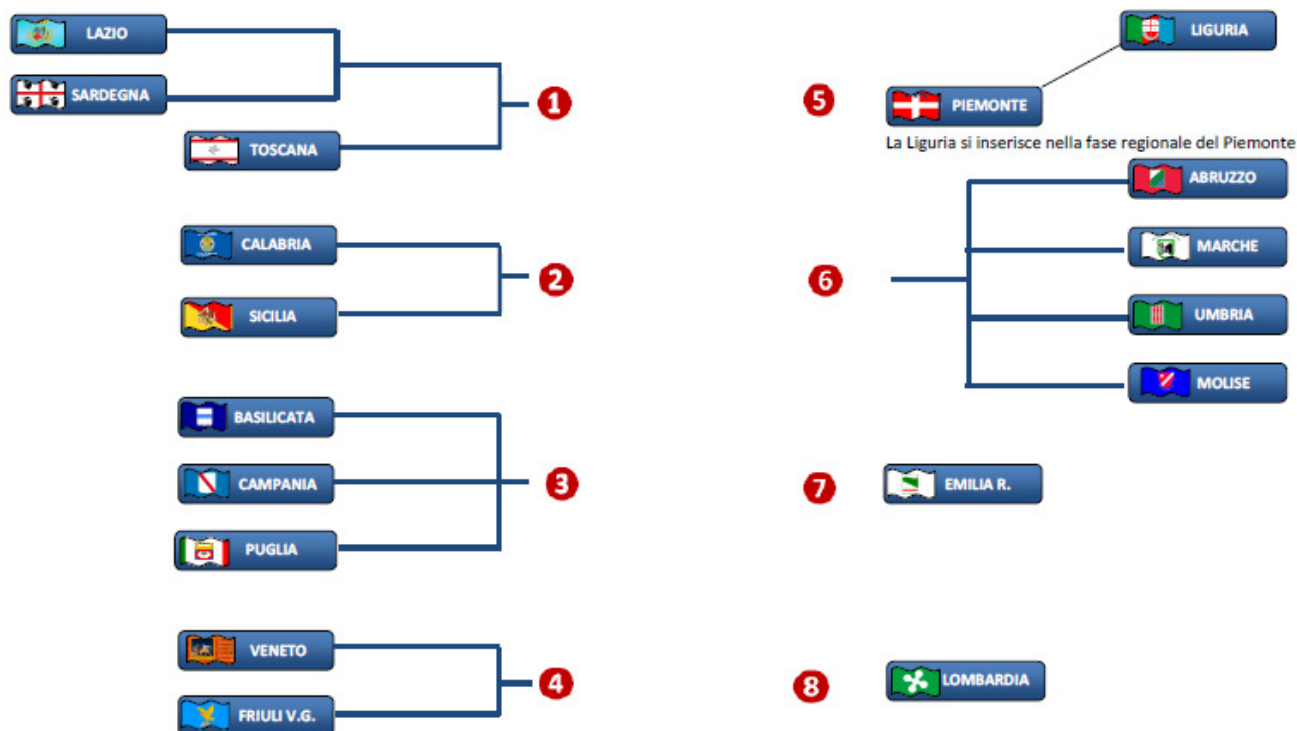 LAZIO
SARDEGNA
1
TOSCANA
CALABRIA
2
SICILIA
BASILICATA
CAMPANIA
3
PUGLIA
VENETO
4
FRIULI V.G.
LIGURIA
5
PIEMONTE
La Liguria si inserisce nella fase regionale del Piemonte
ABRUZZO
MARCHE
6
UMBRIA
MOLISE
7
EMILIA R.
8
LOMBARDIA